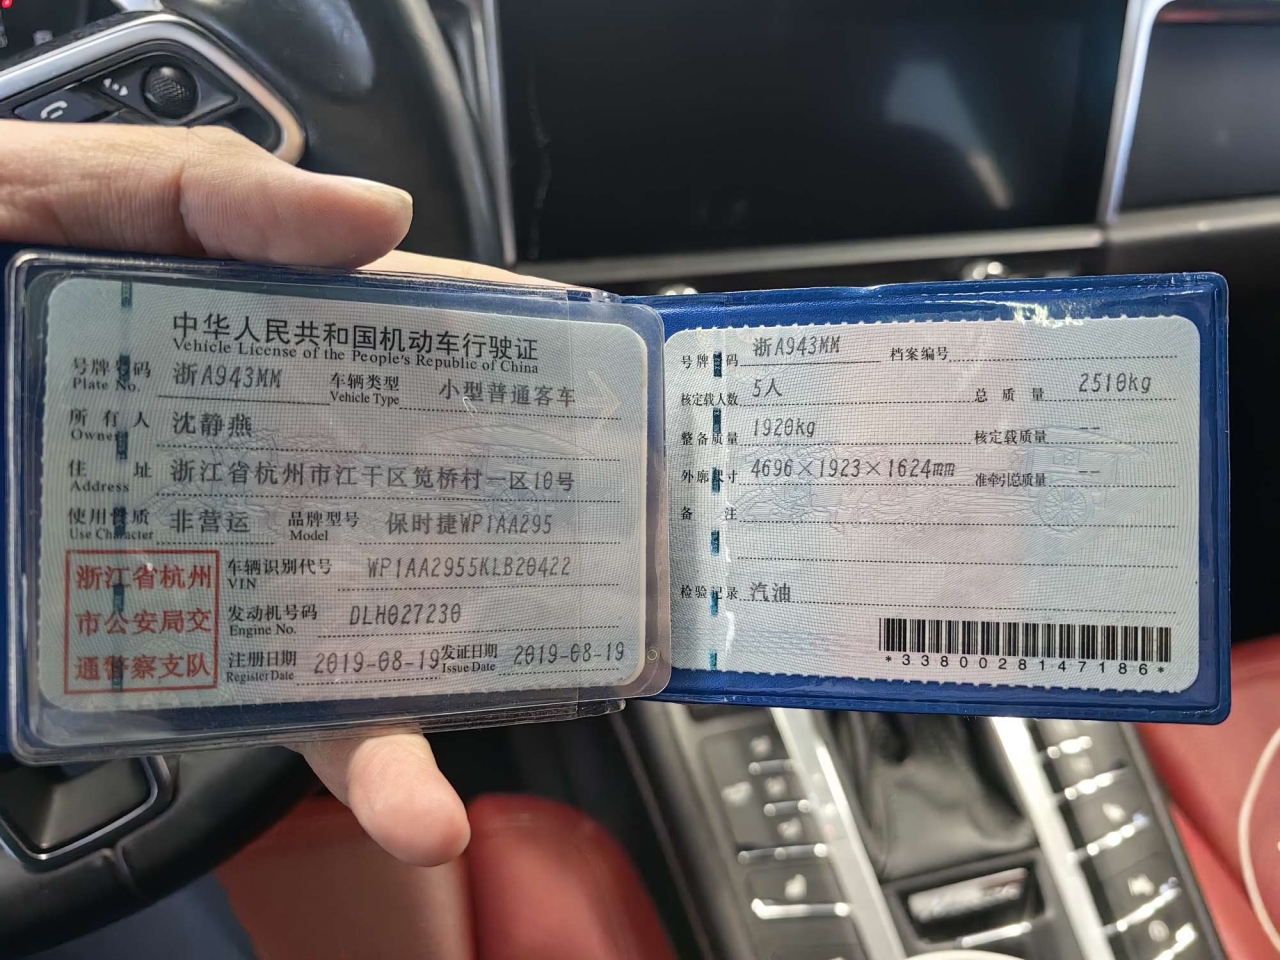 中华人民共和国机动车行驶证
Vehicle License of the People's Republic of China
号牌号码 浙A943MM 车辆类型 小型普通客车
Plate No. Vehicle Type
所有人 沈静燕
Owner
住址 浙江省杭州市江干区笕桥村一区10号
Address
使用性质 非营运 品牌型号 保时捷WP1AA295
Use Character Model
浙江省杭州
市公安局交
通警察支队
车辆识别代号 WP1AA2955KLB20422
VIN
发动机号码 DLH027230
Engine No.
注册日期 2019-08-19 发证日期 2019-08-19
Register Date Issue Date
号牌号码 浙A943MM 档案编号
核定载人数 5人 总质量 2510kg
整备质量 1920kg 核定载质量 --
外廓尺寸 4696×1923×1624mm 准牵引总质量 --
备注
检验记录 汽油
*3380028147186*